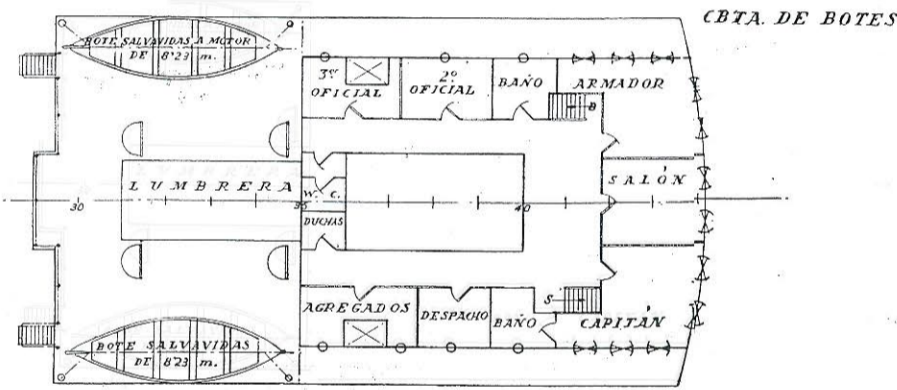 CBTA. DE BOTES
BOTE SALVAVIDAS A MOTOR
DE 8'23 m.
3er
OFICIAL
2º
OFICIAL
BAÑO
ARMADOR
B
LUMBRERA
W. C.
SALÓN
30
35
40
DUCHAS
AGREGADOS
DESPACHO
BAÑO
S
CAPITÁN
BOTE SALVAVIDAS
DE 8'23 m.